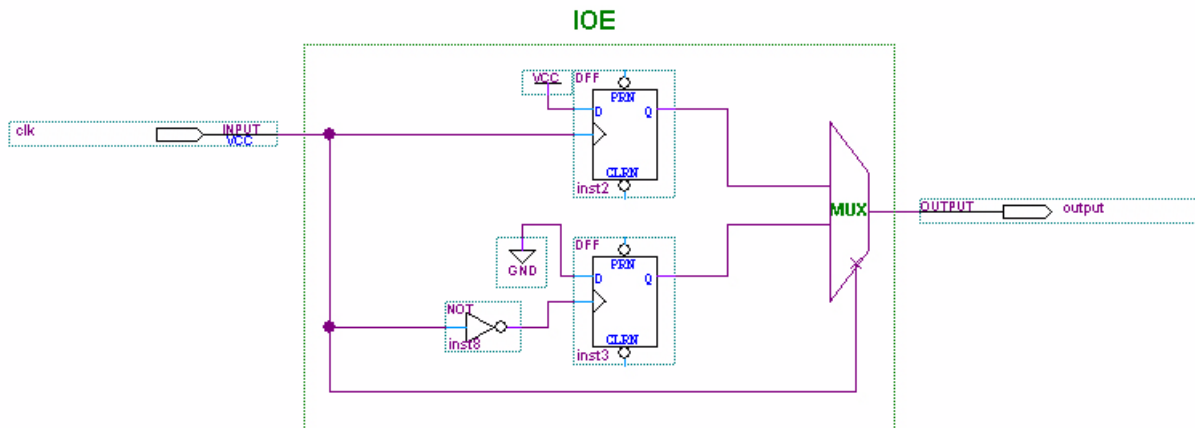 IOE
VCC
DFF
PRN
D
Q
clk
INPUT
VCC
CLRN
inst2
MUX
OUTPUT
output
DFF
GND
PRN
D
Q
NOT
inst8
CLRN
inst3